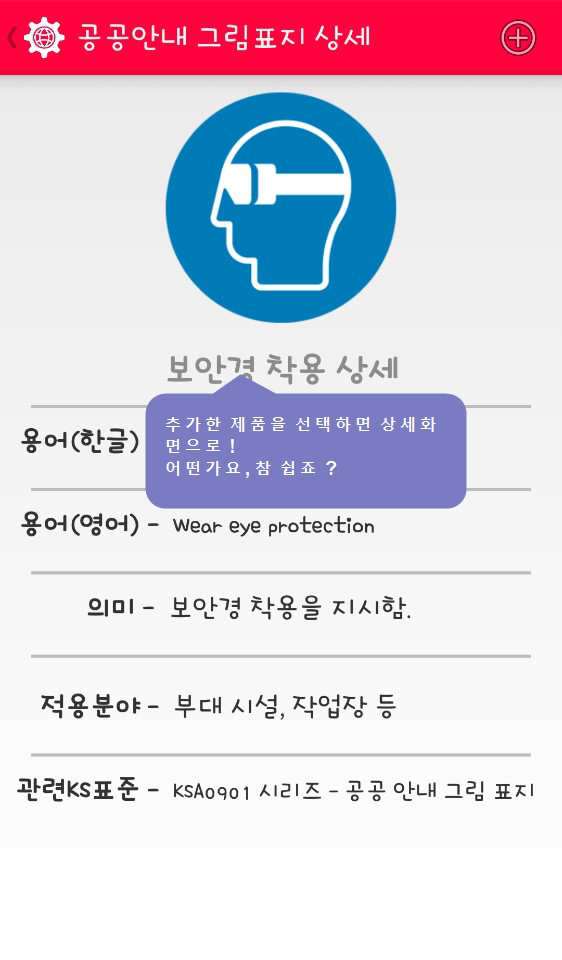 공공안내 그림표지 상세
보안경 착용 상세
추가한 제품을 선택하면 상세화
면으로 !
어떤가요,참 쉽죠 ?
용어(한글)
용어(영어) - Wear eye protection
의미 - 보안경 착용을 지시함.
적용분야 - 부대 시설, 작업장 등
관련KS표준 - KSA0901 시리즈 - 공공 안내 그림 표지